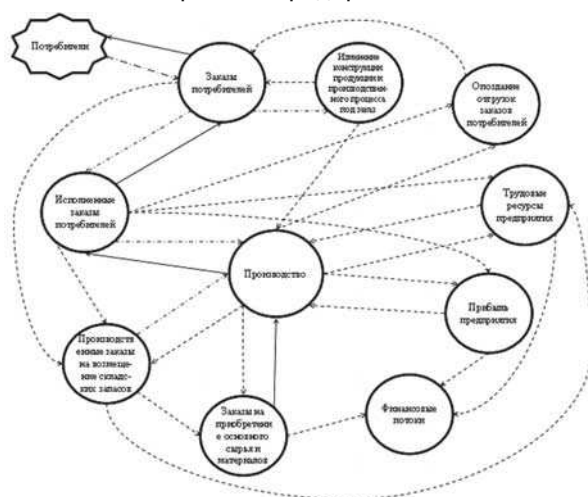 Потребители
Заказы
потребителей
Изменение
конструкции
продукции и
производствен-
ного процесса
под заказ
Опоздание
отгрузок
заказов
потребителей
Исполненные
заказы
потребителей
Трудовые
ресурсы
предприятия
Производство
Прибыль
предприятия
Производств
енные заказы
на возмеще-
ние складс-
ких запасов
Заказы на
приобретени
е основного
сырья и
материалов
Финансовые
потоки